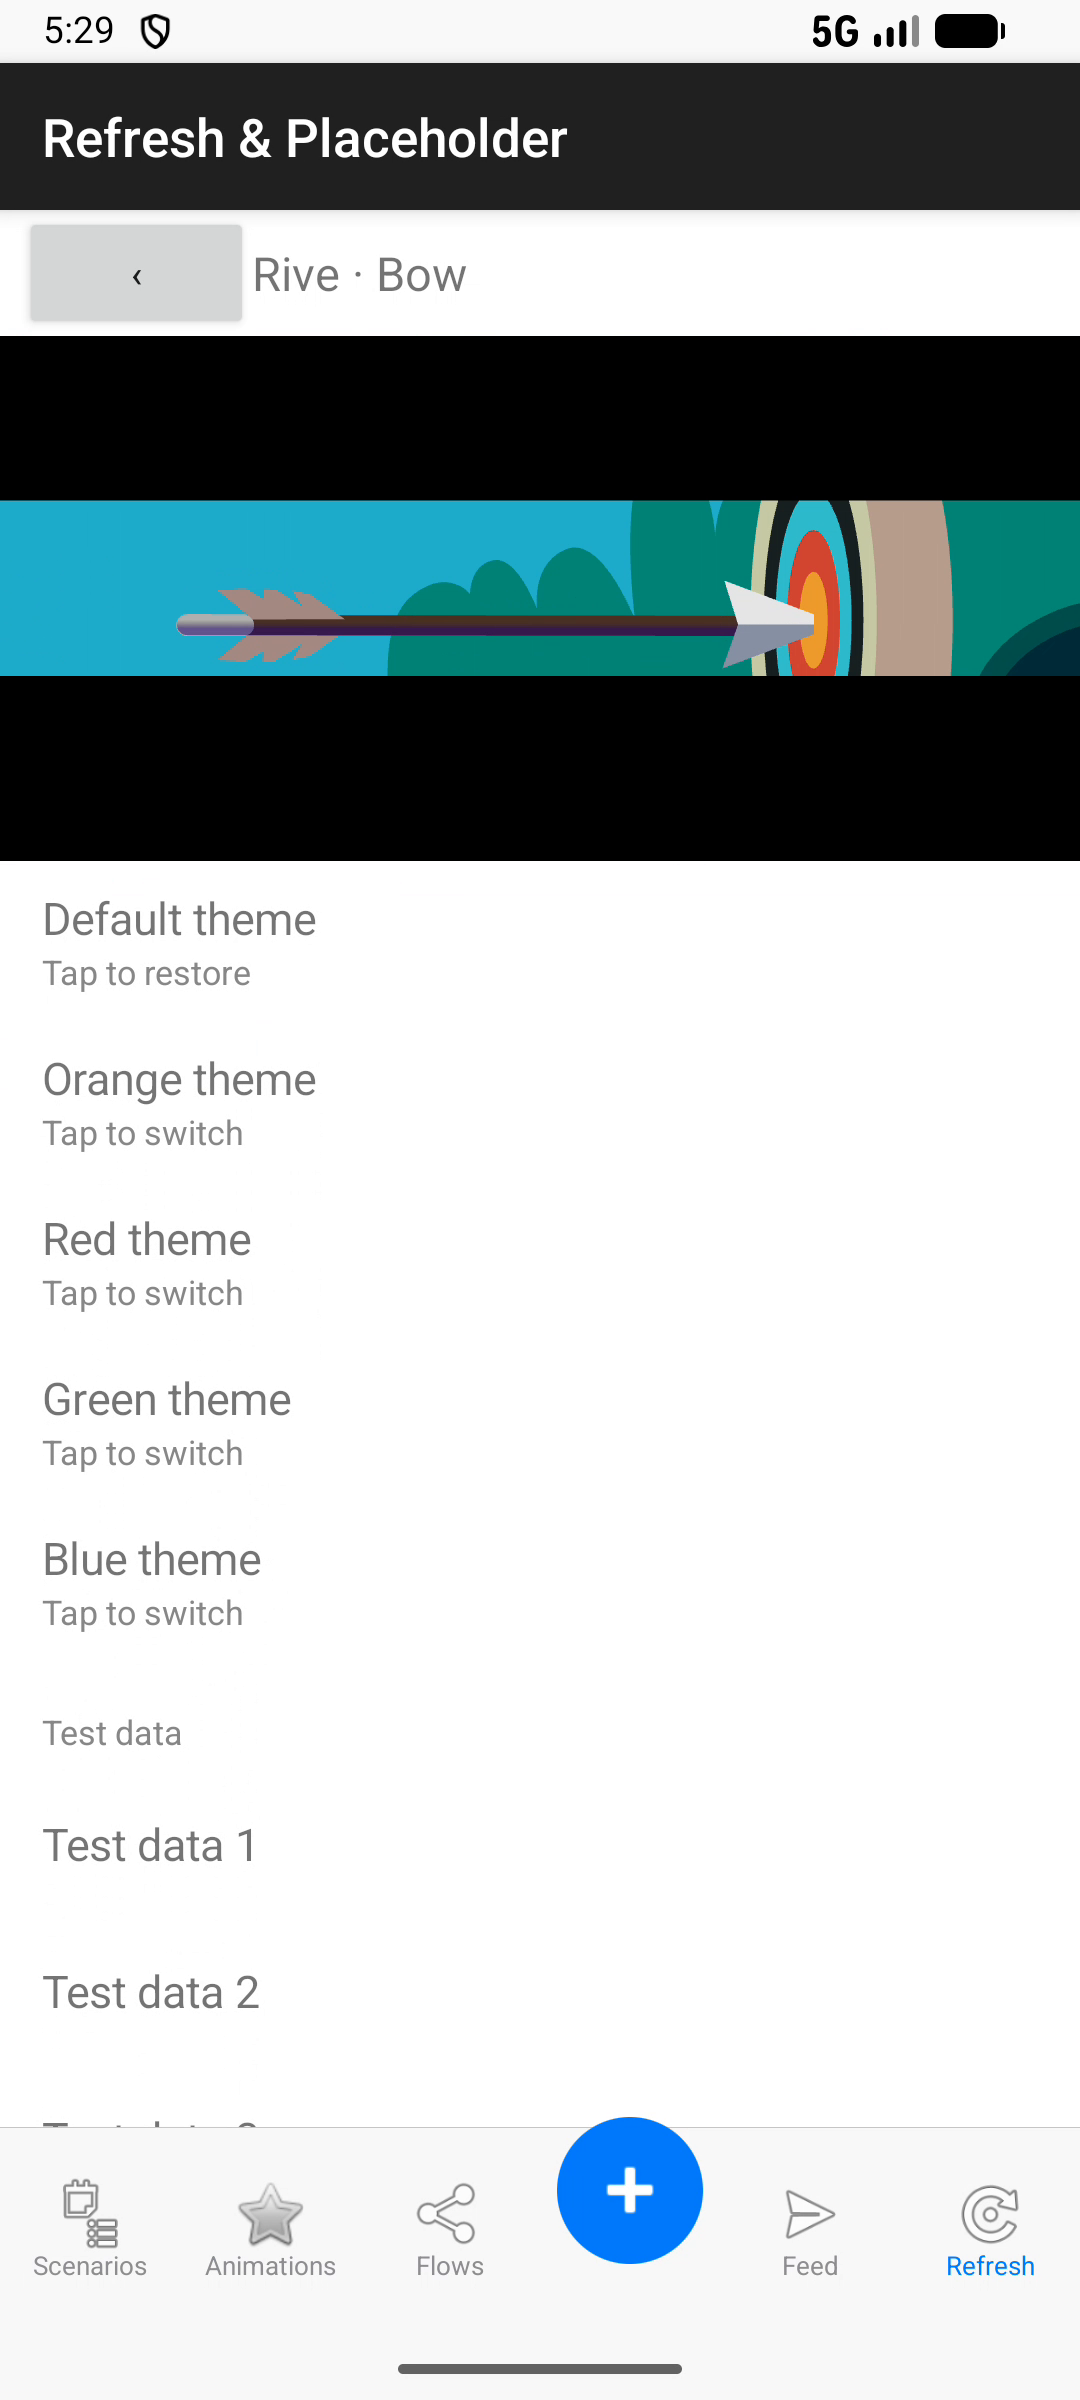 5:29
5G
Refresh & Placeholder
‹
Rive · Bow
Default theme
Tap to restore
Orange theme
Tap to switch
Red theme
Tap to switch
Green theme
Tap to switch
Blue theme
Tap to switch
Test data
Test data 1
Test data 2
Scenarios
Animations
Flows
Feed
Refresh